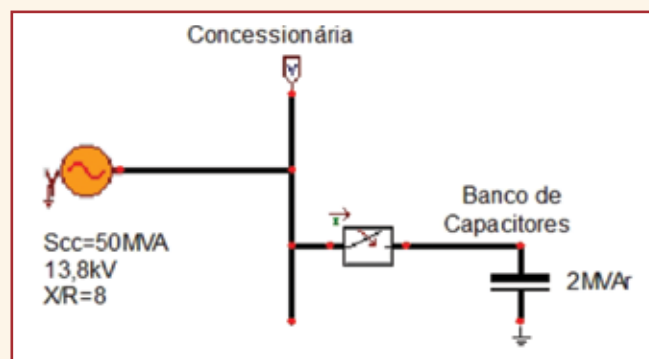 Concessionária
V
Y
Scc=50MVA
13,8kV
X/R=8
I
Banco de
Capacitores
2MVAr